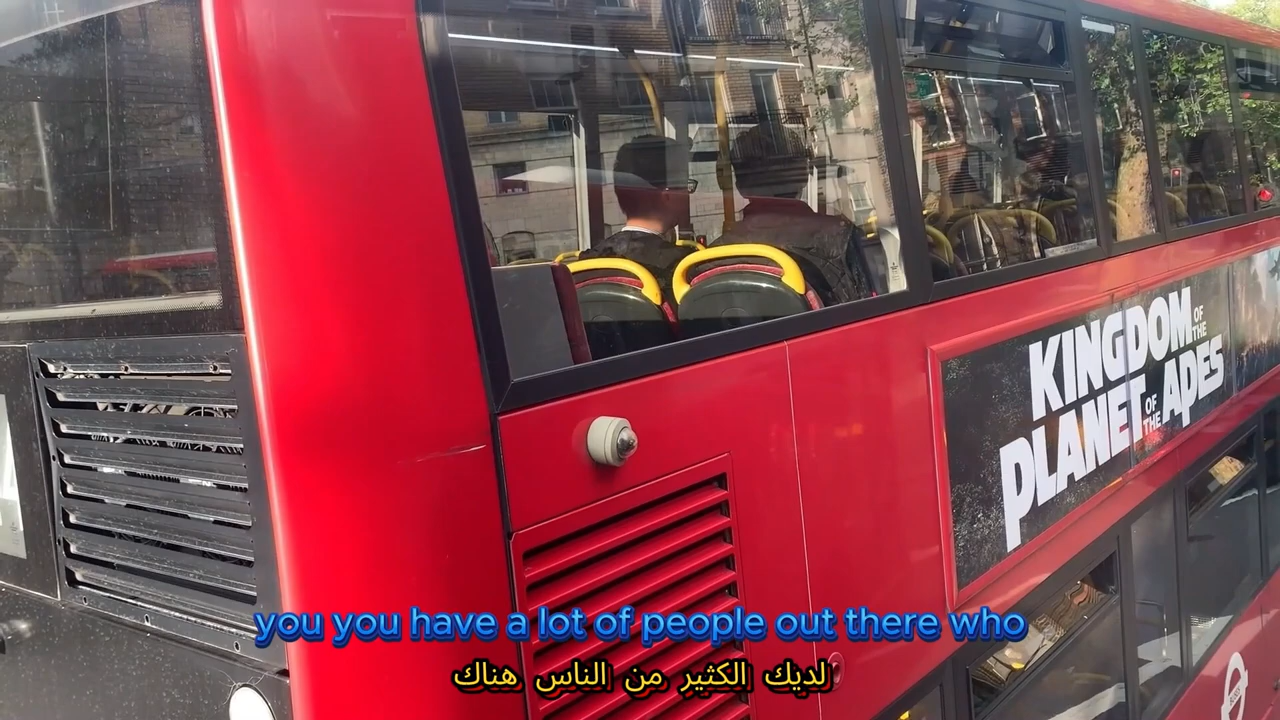 KINGDOM OF THE
PLANET OF THE APES
you you have a lot of people out there who
لديك الكثير من الناس هناك